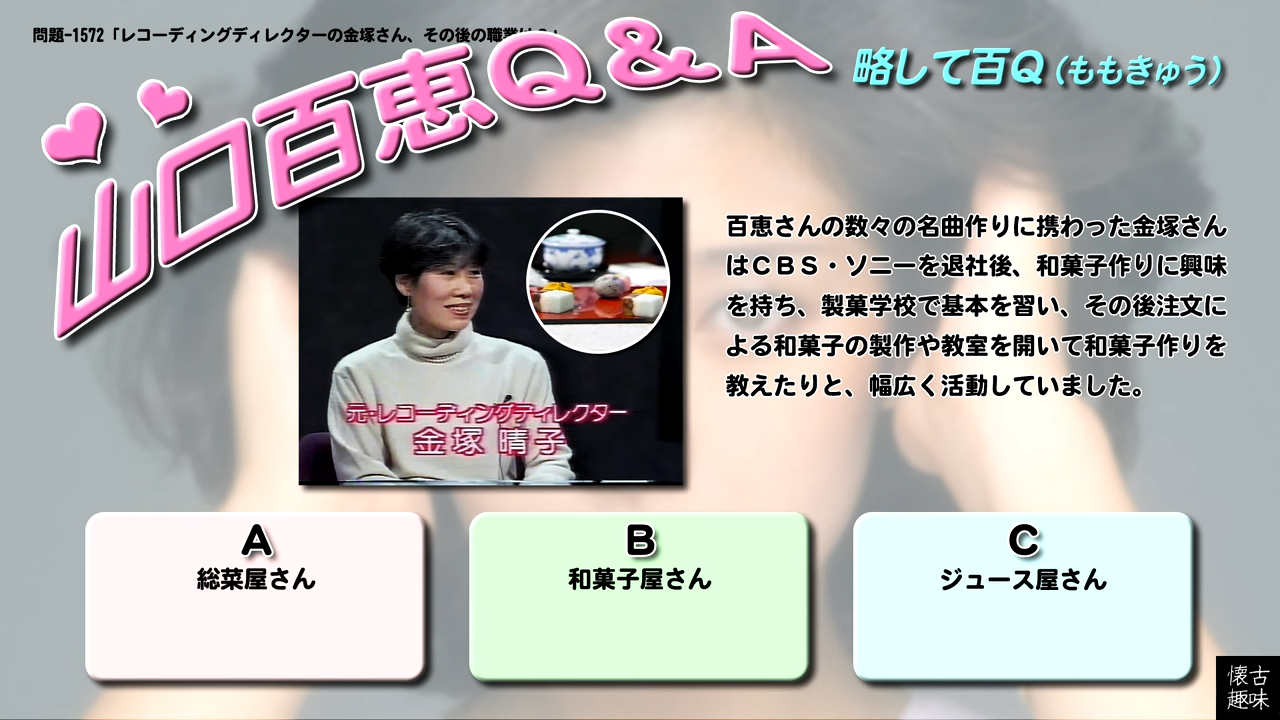 問題-1572「レコーディングディレクターの金塚さん、その後の職業は？」
山口百恵Q&A
略して百Q（ももきゅう）
百恵さんの数々の名曲作りに携わった金塚さん
はＣＢＳ・ソニーを退社後、和菓子作りに興味
を持ち、製菓学校で基本を習い、その後注文に
よる和菓子の製作や教室を開いて和菓子作りを
教えたりと、幅広く活動していました。
元・レコーディングディレクター
金塚 晴子
A
総菜屋さん
B
和菓子屋さん
C
ジュース屋さん
懐古
趣味